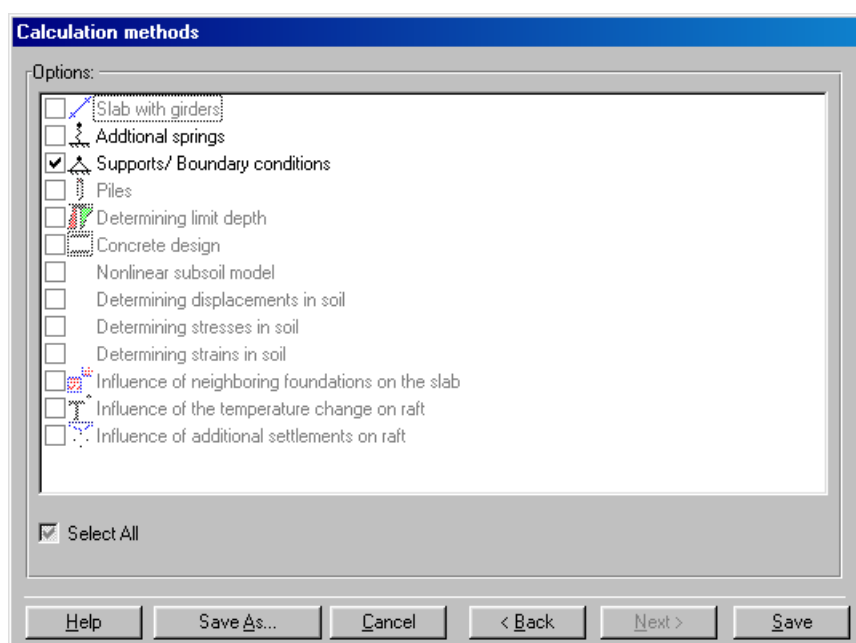 Calculation methods
Options:
Slab with girders
Addtional springs
Supports/ Boundary conditions
Piles
Determining limit depth
Concrete design
Nonlinear subsoil model
Determining displacements in soil
Determining stresses in soil
Determining strains in soil
Influence of neighboring foundations on the slab
Influence of the temperature change on raft
Influence of additional settlements on raft
Select All
Help Save As... Cancel < Back Next > Save